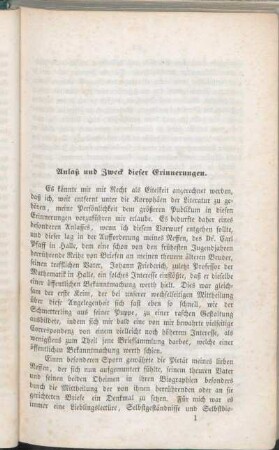 Anlaß und Zweck dieser Erinnerungen.
Es könnte mir mit Recht als Eitelkeit angerechnet werden,
daß ich, weit entfernt unter die Koryphäen der Literatur zu ge-
hören, meine Persönlichkeit dem größeren Publikum in diesen
Erinnerungen vorzuführen mir erlaube. Es bedurfte daher eines
besonderen Anlasses, wenn ich diesem Vorwurf entgehen sollte,
und dieser lag in der Aufforderung meines Neffen, des Dr. Carl
Pfaff in Halle, dem eine schon von den frühesten Jugendjahren
herrührende Reihe von Briefen an meinen theuren älteren Bruder,
seinen trefflichen Vater, Johann Friedrich, zuletzt Professor der
Mathematik in Halle, ein solches Interesse einflößte, daß er dieselbe
einer öffentlichen Bekanntmachung werth hielt. Dies war gleich-
sam der erste Keim, der bei unserer wechselseitigen Mittheilung
über diese Angelegenheit sich eben so schnell, wie der
Schmetterling aus seiner Puppe, zu einer raschen Gestaltung
ausbildet, indem sich mir bald eine von mir bewahrte vielseitige
Correspondenz von einem vielleicht noch höheren Interesse, als
wenigstens zum Theil jene Briefsammlung darbot, welche einer
öffentlichen Bekanntmachung werth schien.
Einen besonderen Sporn gewährte die Pietät meines lieben
Neffen, der sich nun aufgemuntert fühlte, seinem theuren Vater
und seinen beiden Oheimen in ihren Biographien besonders
durch die Mittheilung der von ihnen herrührenden oder an sie
gerichteten Briefe ein Denkmal zu setzen. Für mich war es
immer eine Lieblingslectüre, Selbstgeständnisse und Selbstbio-
1